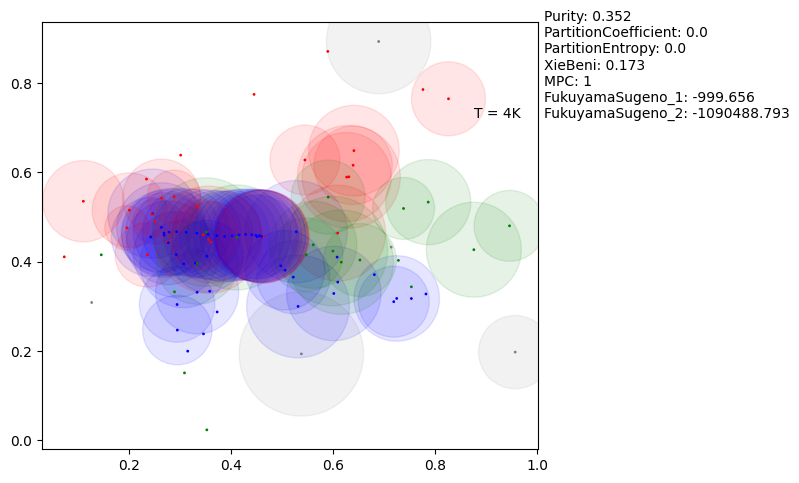 Purity: 0.352
PartitionCoefficient: 0.0
PartitionEntropy: 0.0
XieBeni: 0.173
MPC: 1
FukuyamaSugeno_1: -999.656
FukuyamaSugeno_2: -1090488.793
T = 4K
0.8
0.6
0.4
0.2
0.0
0.2
0.4
0.6
0.8
1.0